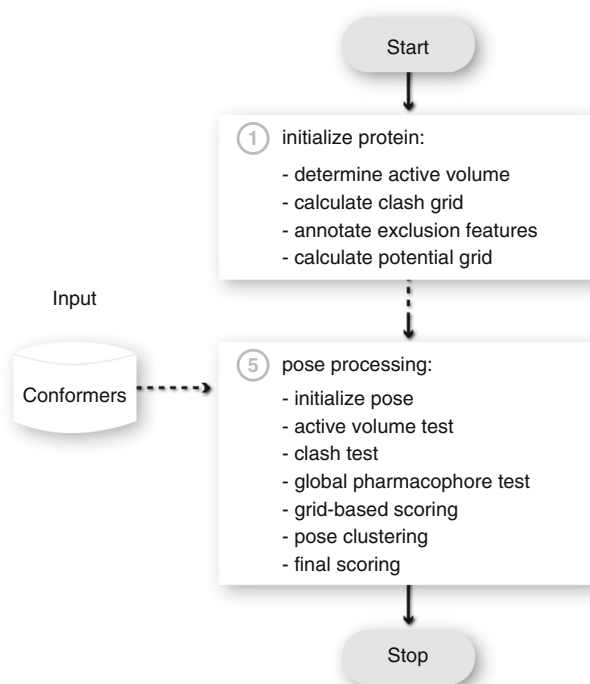 Start
1 initialize protein:
- determine active volume
- calculate clash grid
- annotate exclusion features
- calculate potential grid
Input
Conformers
5 pose processing:
- initialize pose
- active volume test
- clash test
- global pharmacophore test
- grid-based scoring
- pose clustering
- final scoring
Stop